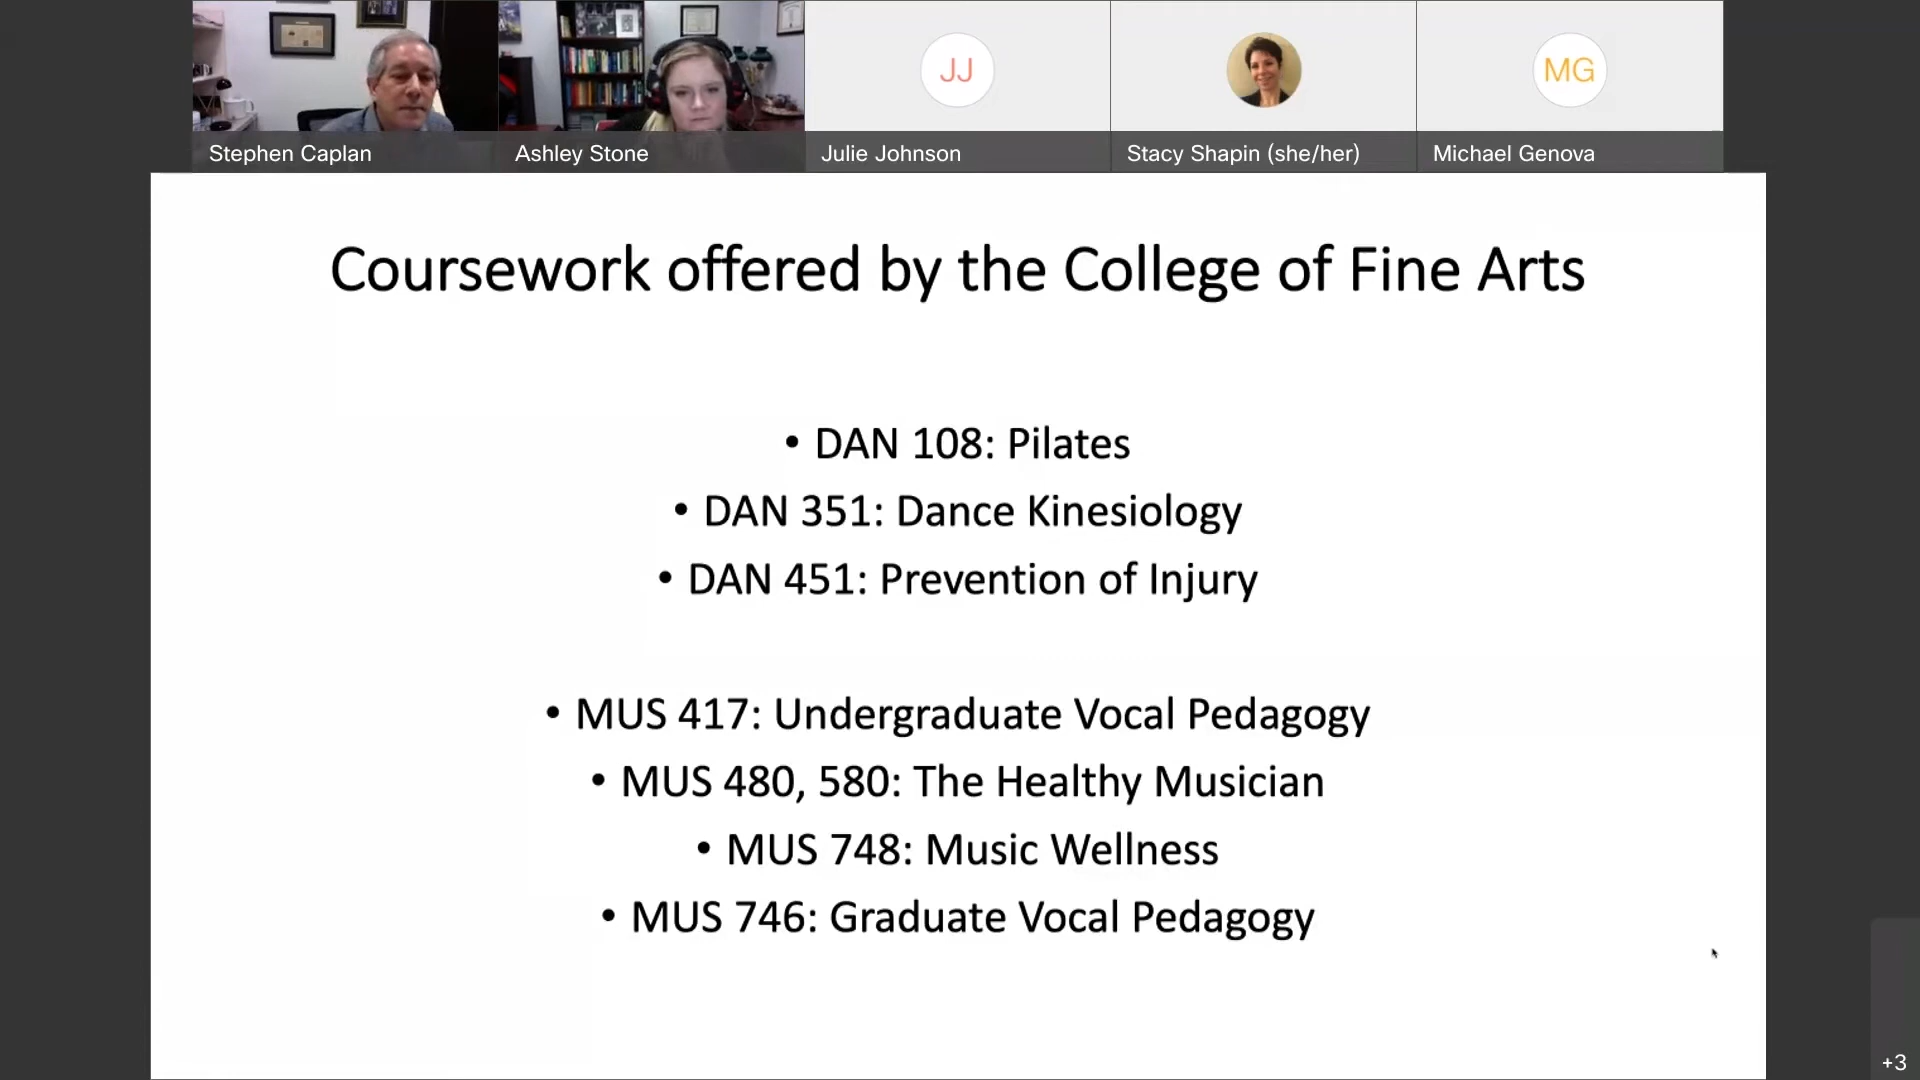 JJ
MG
Stephen Caplan
Ashley Stone
Julie Johnson
Stacy Shapin (she/her)
Michael Genova
Coursework offered by the College of Fine Arts
• DAN 108: Pilates
• DAN 351: Dance Kinesiology
• DAN 451: Prevention of Injury
• MUS 417: Undergraduate Vocal Pedagogy
• MUS 480, 580: The Healthy Musician
• MUS 748: Music Wellness
• MUS 746: Graduate Vocal Pedagogy
+3